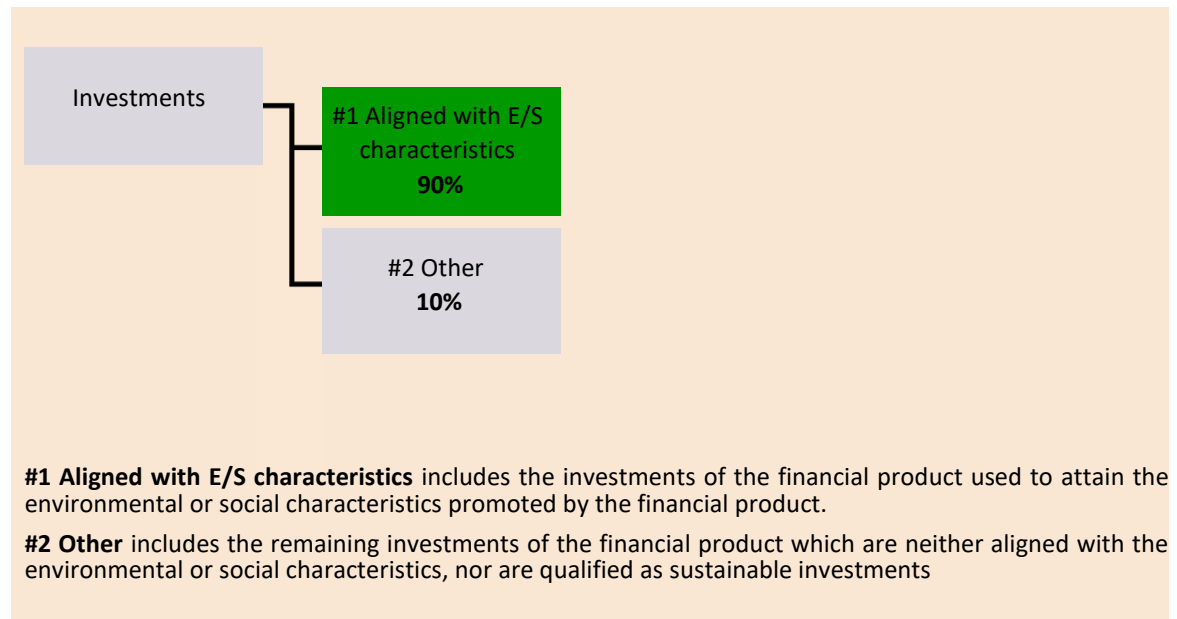 Investments
#1 Aligned with E/S
characteristics
90%
#2 Other
10%
#1 Aligned with E/S characteristics includes the investments of the financial product used to attain the
environmental or social characteristics promoted by the financial product.
#2 Other includes the remaining investments of the financial product which are neither aligned with the
environmental or social characteristics, nor are qualified as sustainable investments